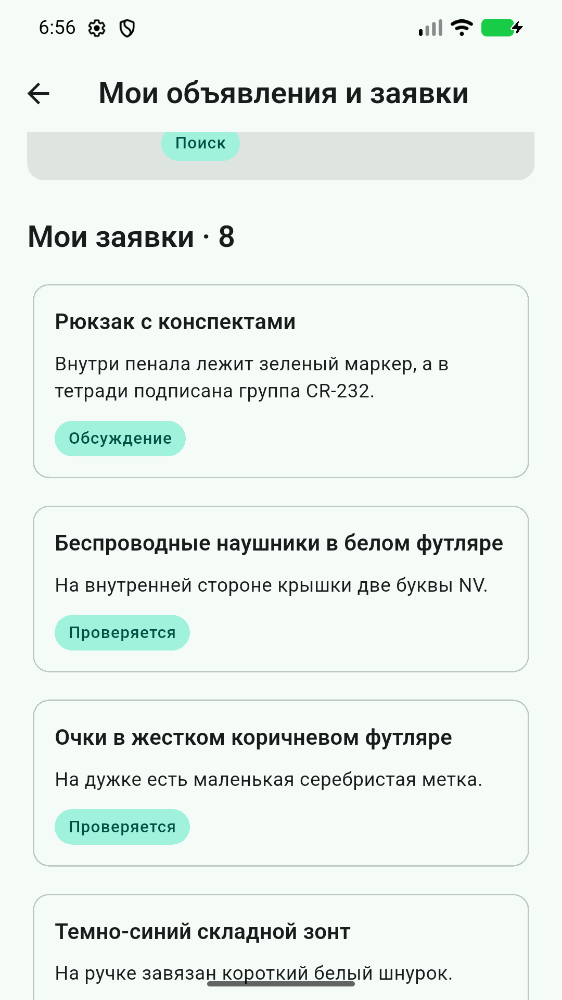 6:56
Мои объявления и заявки
Поиск
Мои заявки · 8
Рюкзак с конспектами
Внутри пенала лежит зеленый маркер, а в
тетради подписана группа CR-232.
Обсуждение
Беспроводные наушники в белом футляре
На внутренней стороне крышки две буквы NV.
Проверяется
Очки в жестком коричневом футляре
На дужке есть маленькая серебристая метка.
Проверяется
Темно-синий складной зонт
На ручке завязан короткий белый шнурок.